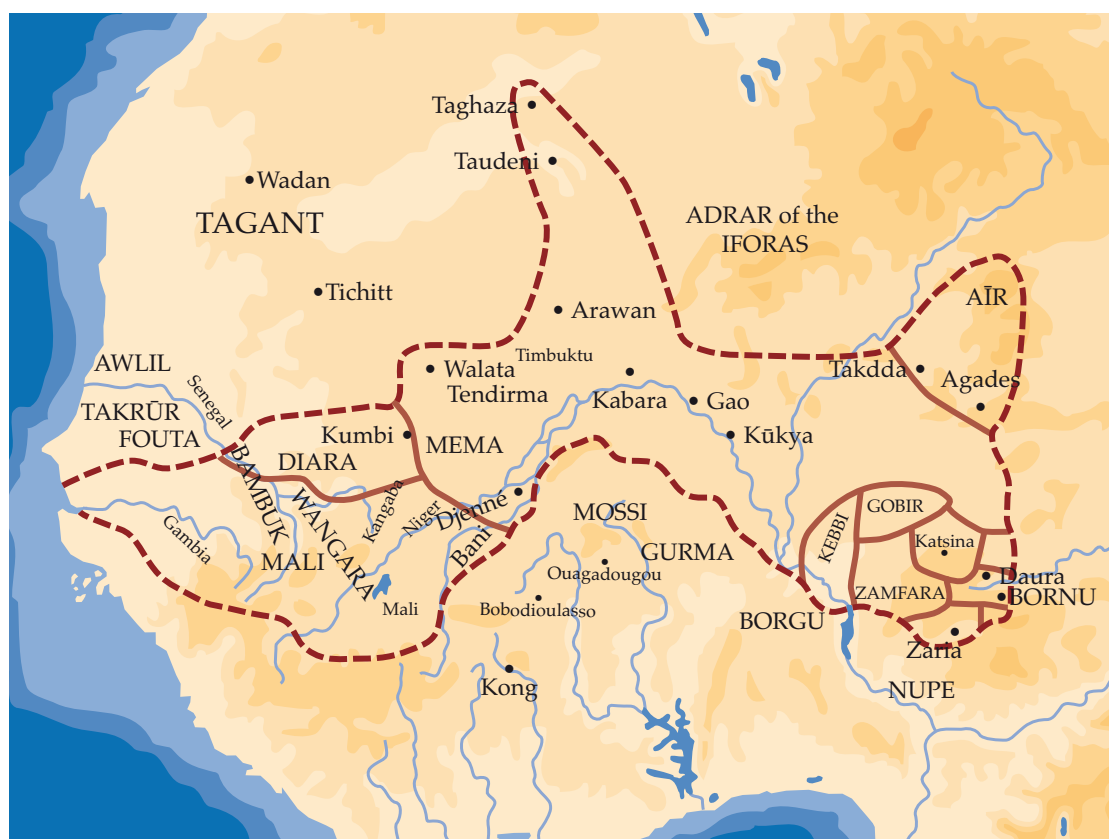 Taghaza
Taudeni
Wadan
TAGANT
ADRAR of the
IFORAS
Tichitt
AĪR
Arawan
AWLIL
Senegal
Walata
Timbuktu
Tendirma
Takdda
Agades
TAKRŪR
FOUTA
Kabara
Gao
Kumbi
MEMA
Kūkya
DIARA
BAMBUK
WANGARA
Kangaba
Niger
Djenne
MOSSI
GOBIR
KEBBI
Katsina
Gambia
MALI
Bani
GURMA
Ouagadougou
Daura
ZAMFARA
BORNU
Mali
Bobodioulasso
BORGU
Zaria
Kong
NUPE